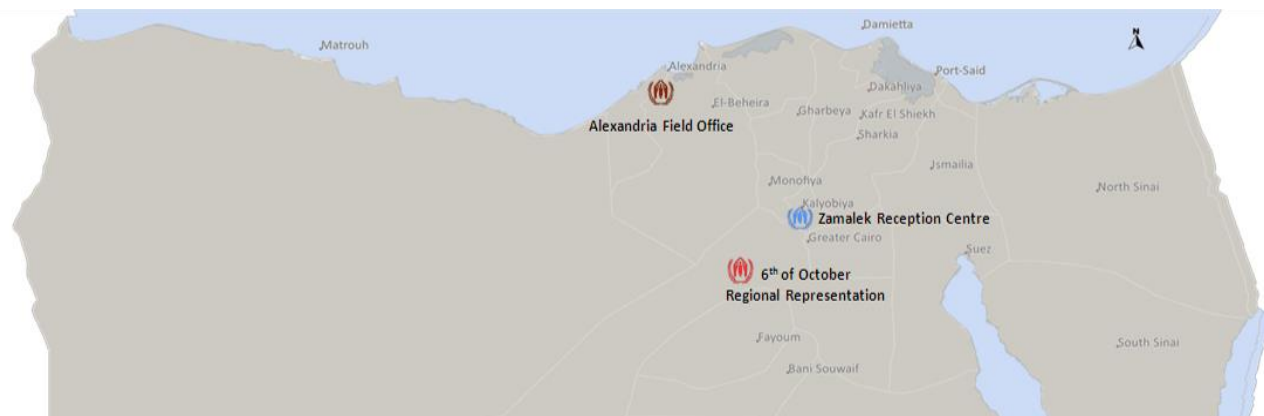 Damietta
N
Matrouh
Alexandria
Port-Said
Dakahliya
El-Beheira
Gharbeya
Kafr El Shiekh
Alexandria Field Office
Sharkia
Ismailia
Monofiya
North Sinai
Kalyobiya
Zamalek Reception Centre
Greater Cairo
Suez
6th of October
Regional Representation
Fayoum
South Sinai
Bani Souwaif